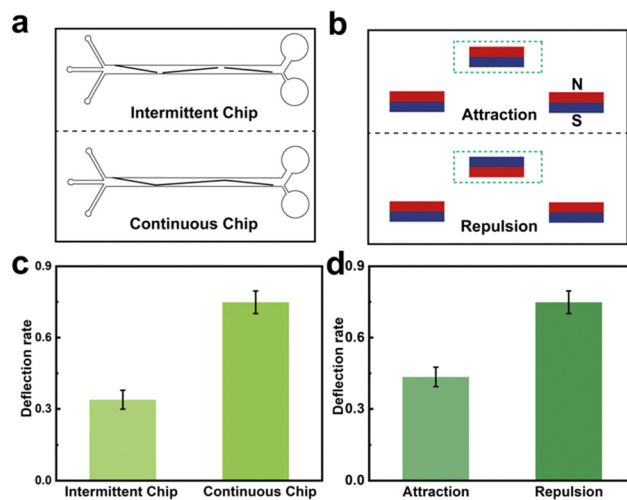 a
Intermittent Chip
Continuous Chip
b
N
Attraction
S
Repulsion
c
Deflection rate
0.9
0.6
0.3
0.0
Intermittent Chip
Continuous Chip
d
Deflection rate
0.9
0.6
0.3
0.0
Attraction
Repulsion